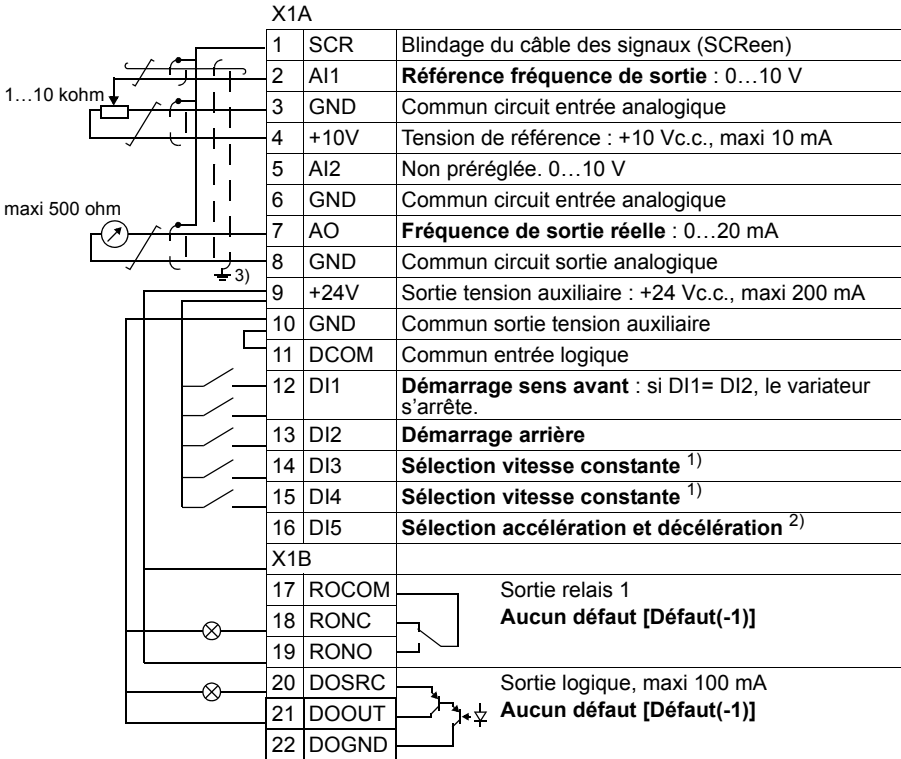 X1A
1 SCR Blindage du câble des signaux (SCReen)
2 AI1 Référence fréquence de sortie : 0…10 V
1…10 kohm
3 GND Commun circuit entrée analogique
4 +10V Tension de référence : +10 Vc.c., maxi 10 mA
5 AI2 Non préréglée. 0…10 V
6 GND Commun circuit entrée analogique
maxi 500 ohm
7 AO Fréquence de sortie réelle : 0…20 mA
8 GND Commun circuit sortie analogique
3)
9 +24V Sortie tension auxiliaire : +24 Vc.c., maxi 200 mA
10 GND Commun sortie tension auxiliaire
11 DCOM Commun entrée logique
12 DI1 Démarrage sens avant : si DI1= DI2, le variateur
s’arrête.
13 DI2 Démarrage arrière
14 DI3 Sélection vitesse constante 1)
15 DI4 Sélection vitesse constante 1)
16 DI5 Sélection accélération et décélération 2)
X1B
17 ROCOM Sortie relais 1
18 RONC Aucun défaut [Défaut(-1)]
19 RONO
20 DOSRC Sortie logique, maxi 100 mA
21 DOOUT Aucun défaut [Défaut(-1)]
22 DOGND